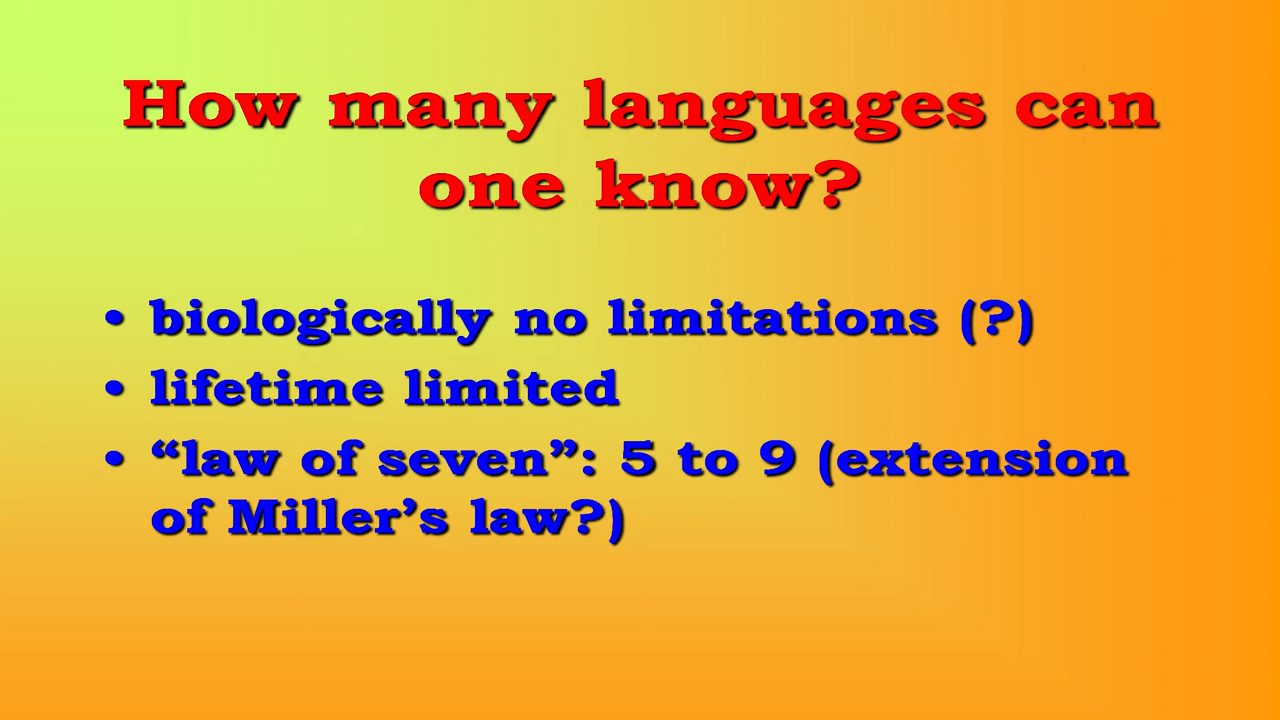 How many languages can
one know?
• biologically no limitations (?)
• lifetime limited
• “law of seven”: 5 to 9 (extension
of Miller’s law?)